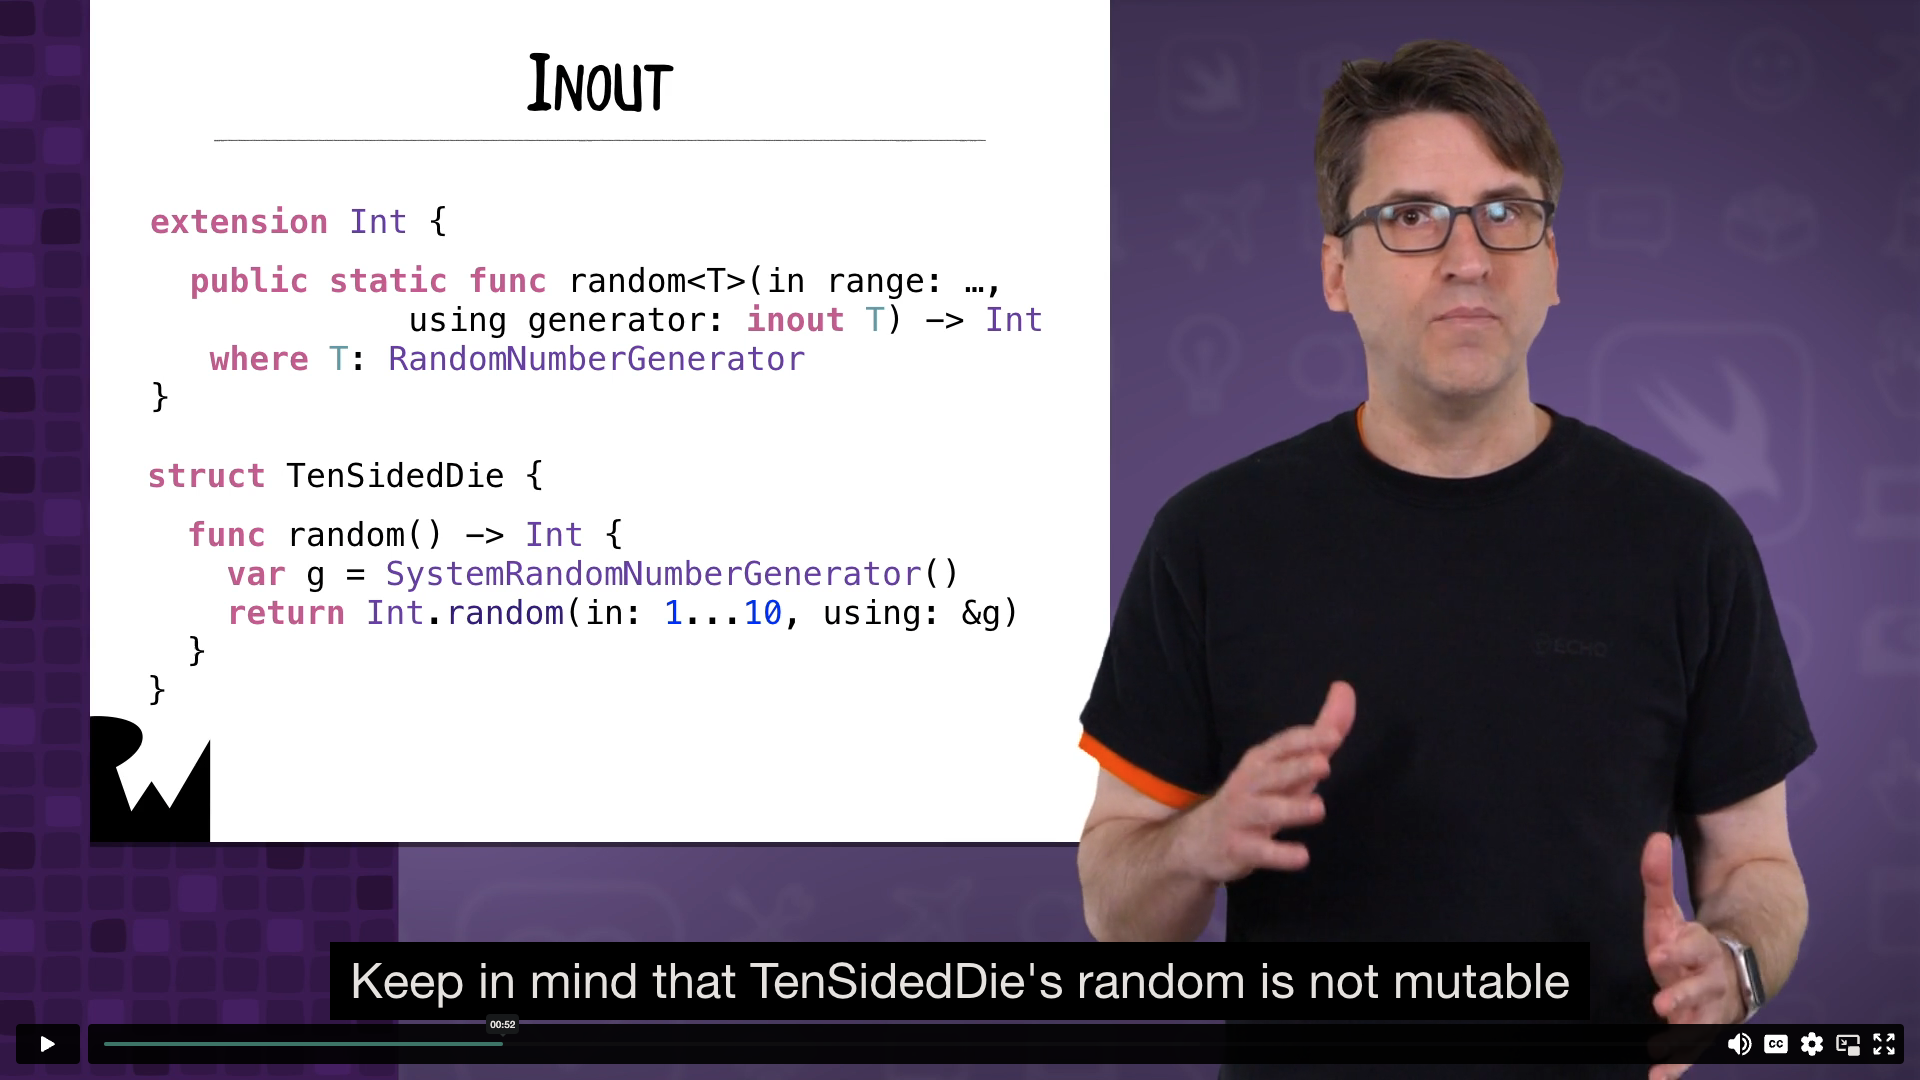 INOUT
extension Int {
public static func random<T>(in range: …,
using generator: inout T) -> Int
where T: RandomNumberGenerator
}
struct TenSidedDie {
func random() -> Int {
var g = SystemRandomNumberGenerator()
return Int.random(in: 1...10, using: &g)
}
}
RW
ECHO
Keep in mind that TenSidedDie's random is not mutable
00:52
CC